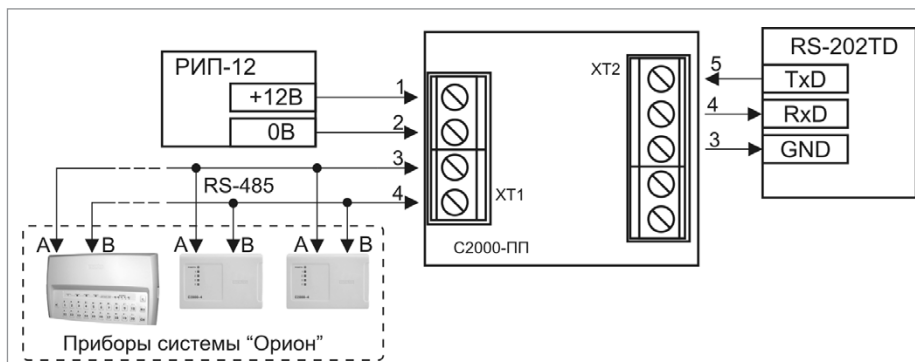 РИП-12
+12В
0В
1
2
3
4
RS-485
XT1
XT2
С2000-ПП
5
4
3
RS-202TD
TxD
RxD
GND
A
B
A
B
A
B
Приборы системы “Орион”